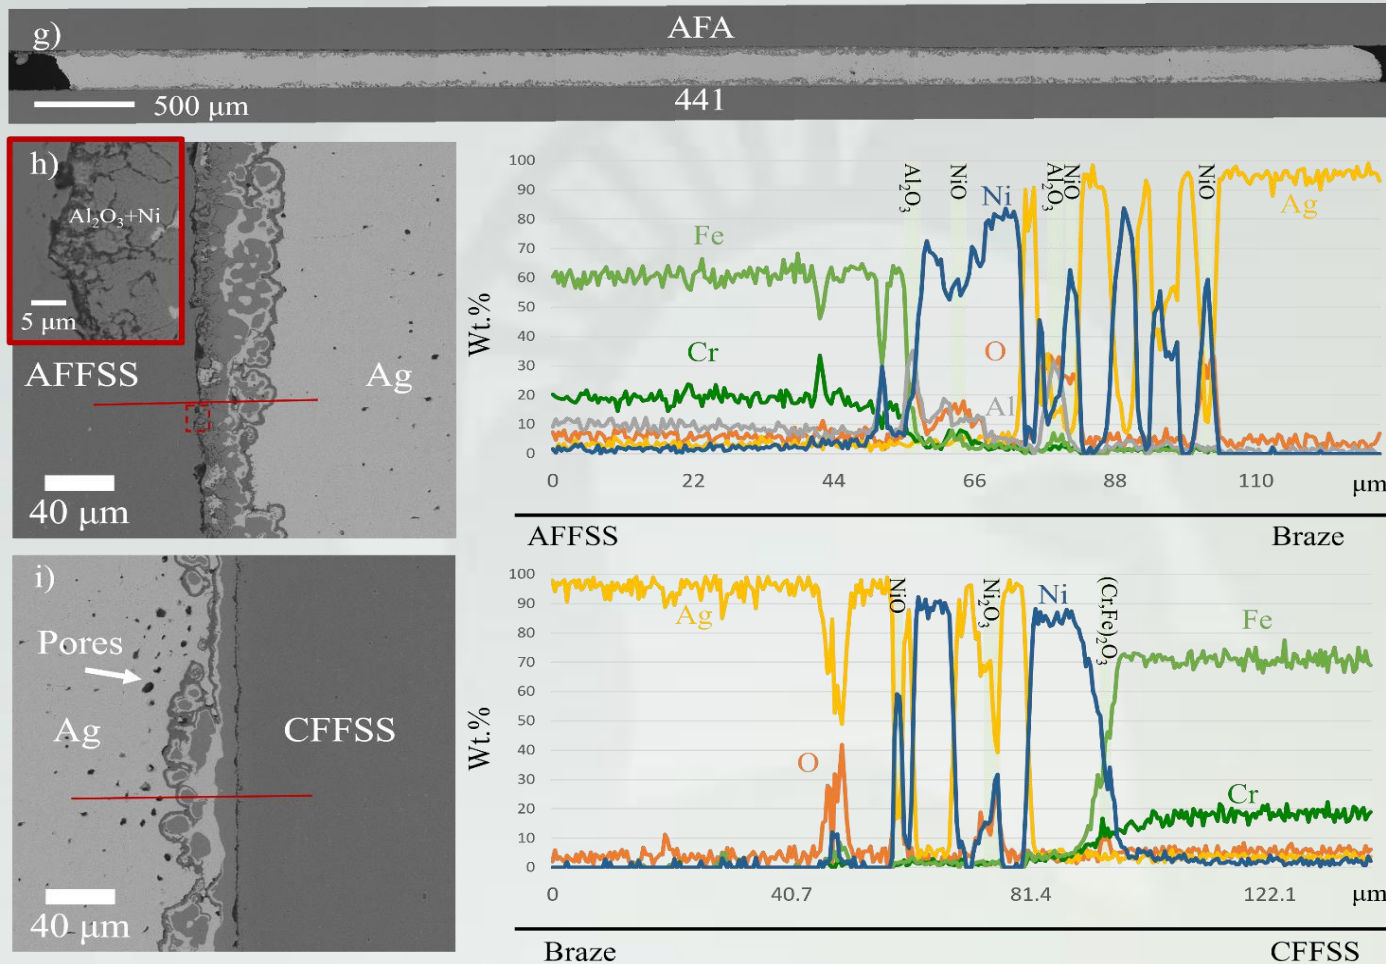 g)
AFA
500 μm
441
h)
Al₂O₃+Ni
5 μm
AFFSS
Ag
40 μm
100
90
80
70
60
50
40
30
20
10
0
Wt.%
Fe
Cr
Al₂O₃
NiO
Ni
Al₂O₃
NiO
NiO
Ag
O
Al
0
22
44
66
88
110
μm
AFFSS
Braze
i)
Pores
Ag
CFFSS
40 μm
100
90
80
70
60
50
40
30
20
10
0
Wt.%
Ag
O
NiO
Ni₂O₃
Ni
(Cr,Fe)₂O₃
Fe
Cr
0
40.7
81.4
122.1
μm
Braze
CFFSS